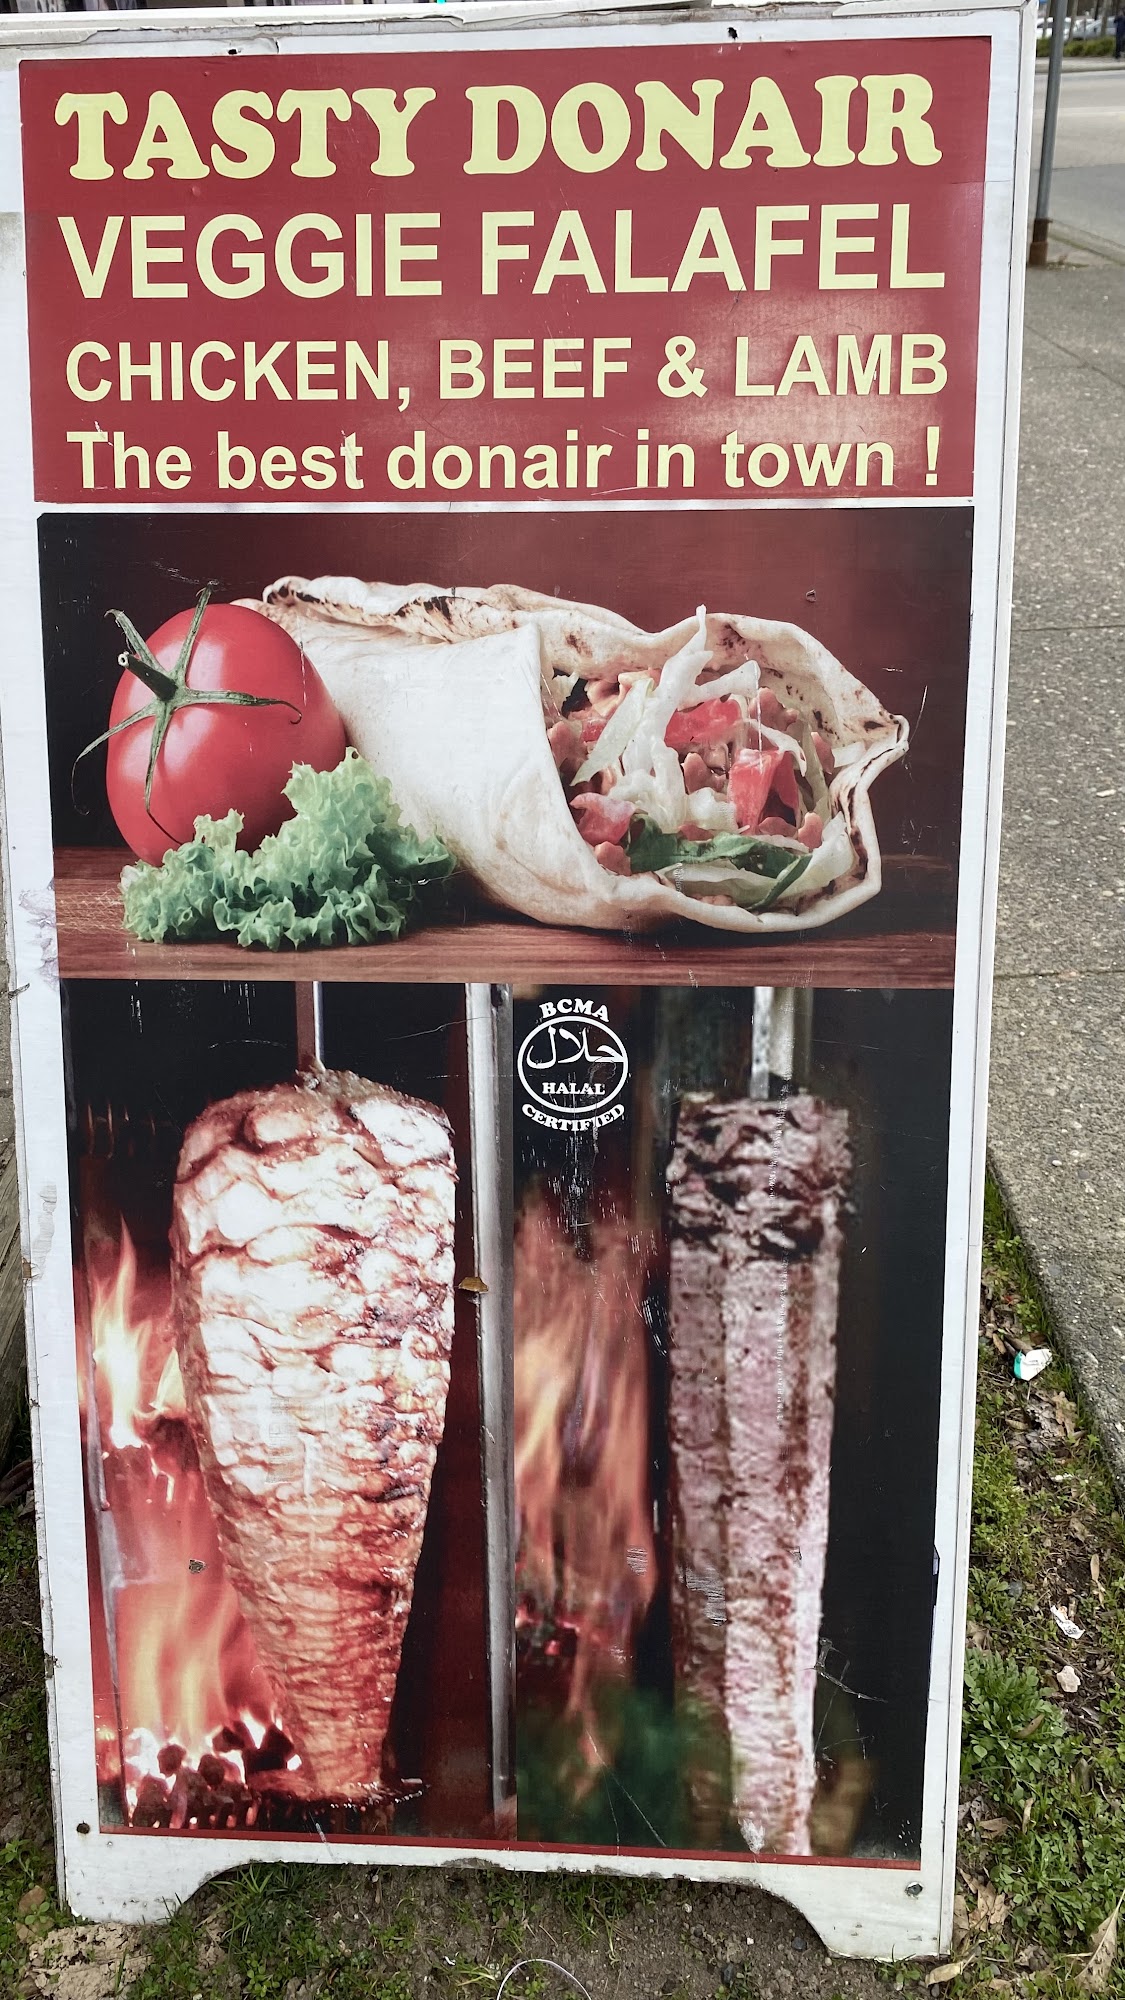 TASTY DONAIR
VEGGIE FALAFEL
CHICKEN, BEEF & LAMB
The best donair in town !
BCMA
حلال
HALAL
CERTIFIED